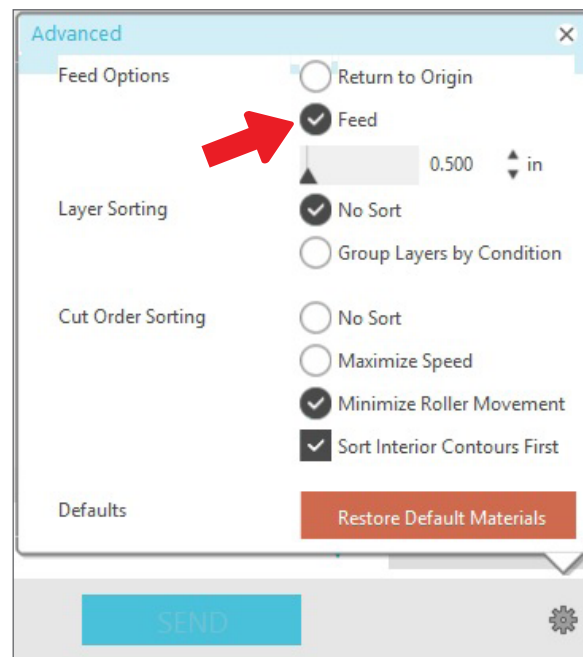 Advanced
Feed Options
Return to Origin
Feed
0.500 in
Layer Sorting
No Sort
Group Layers by Condition
Cut Order Sorting
No Sort
Maximize Speed
Minimize Roller Movement
Sort Interior Contours First
Defaults
Restore Default Materials
SEND